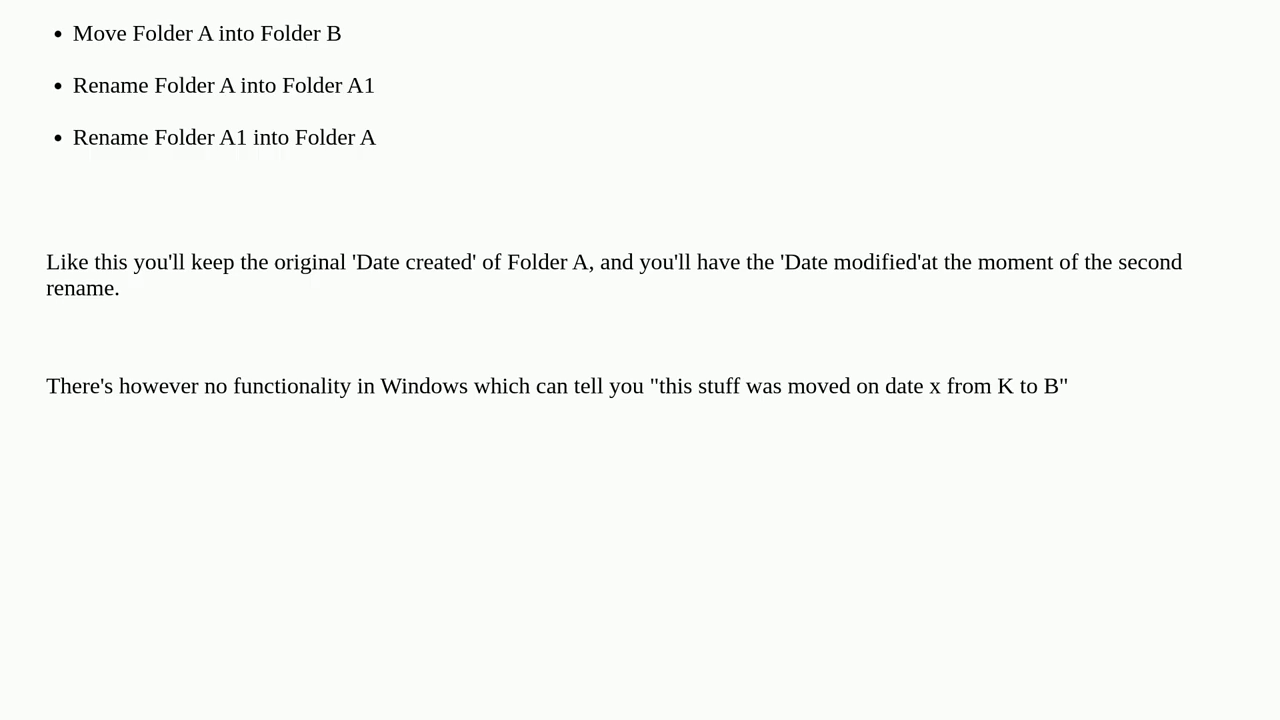 • Move Folder A into Folder B
• Rename Folder A into Folder A1
• Rename Folder A1 into Folder A
Like this you'll keep the original 'Date created' of Folder A, and you'll have the 'Date modified'at the moment of the second
rename.
There's however no functionality in Windows which can tell you "this stuff was moved on date x from K to B"